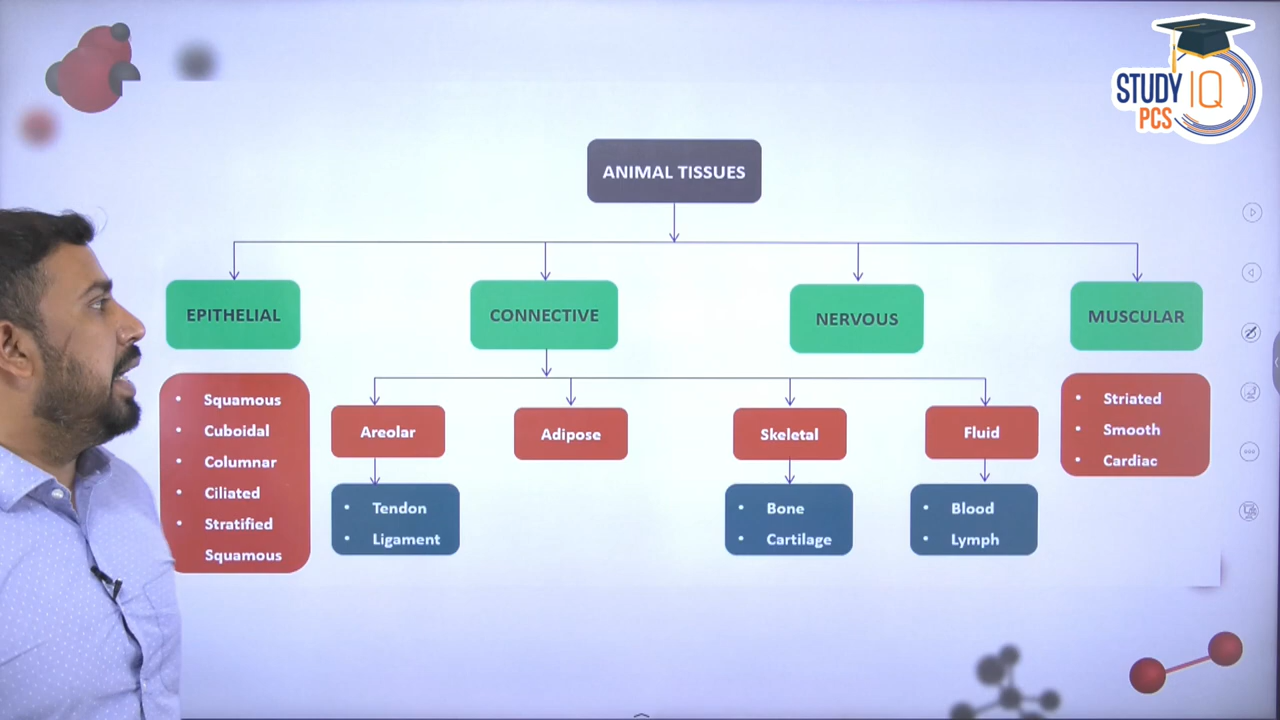 STUDY IQ
PCS
ANIMAL TISSUES
EPITHELIAL
CONNECTIVE
NERVOUS
MUSCULAR
• Squamous
• Cuboidal
• Columnar
• Ciliated
• Stratified
Squamous
Areolar
Adipose
Skeletal
Fluid
• Tendon
• Ligament
• Bone
• Cartilage
• Blood
• Lymph
• Striated
• Smooth
• Cardiac